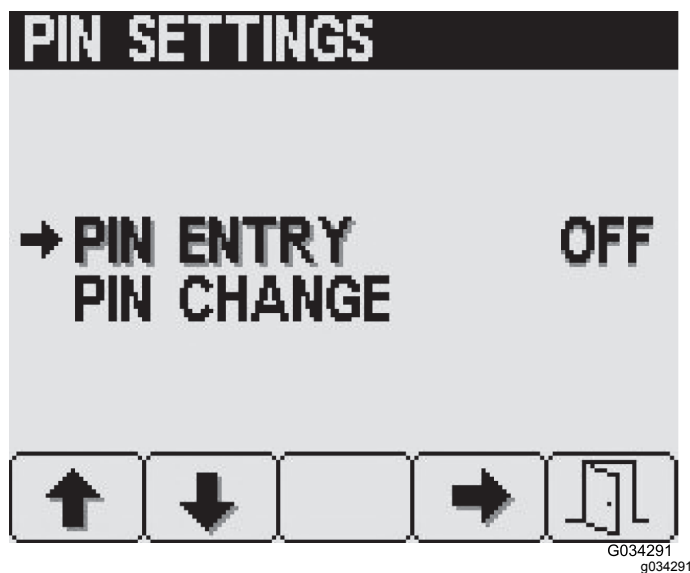 PIN SETTINGS
PIN ENTRY OFF
PIN CHANGE
G034291
g034291